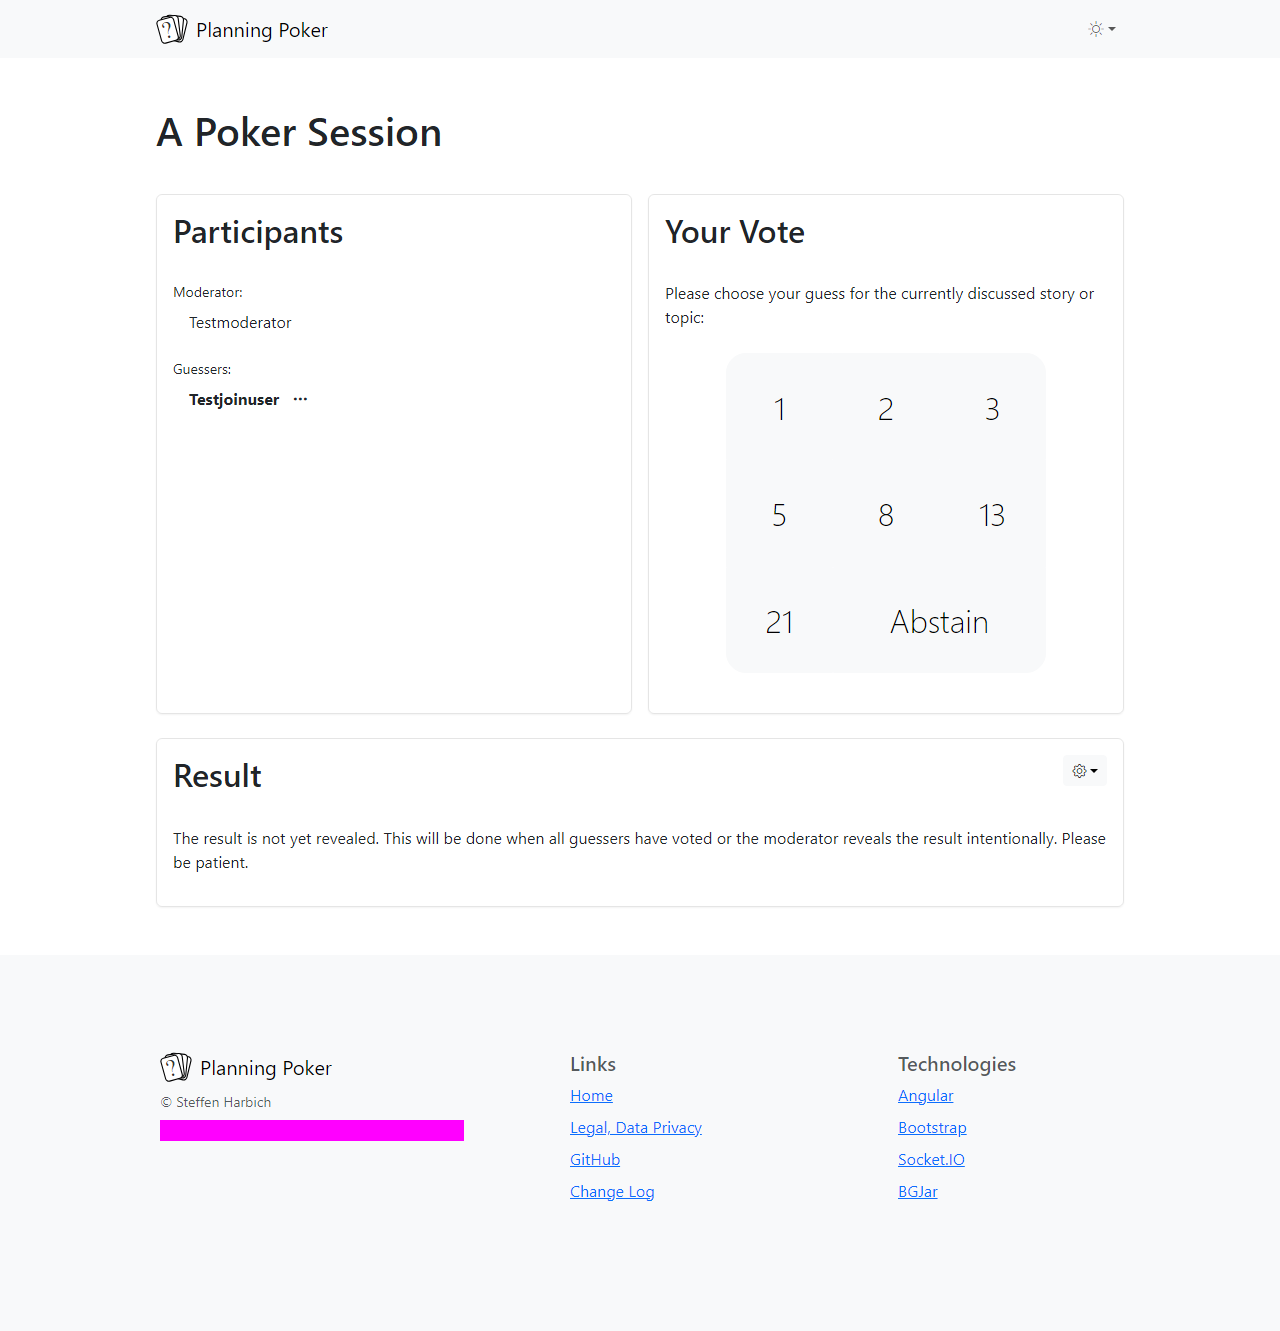 Planning Poker
A Poker Session
Participants
Moderator:
Testmoderator
Guessers:
Testjoinuser
Your Vote
Please choose your guess for the currently discussed story or
topic:
1 2 3
5 8 13
21 Abstain
Result
The result is not yet revealed. This will be done when all guessers have voted or the moderator reveals the result intentionally. Please
be patient.
? Planning Poker
© Steffen Harbich
Links
Home
Legal, Data Privacy
GitHub
Change Log
Technologies
Angular
Bootstrap
Socket.IO
BGJar